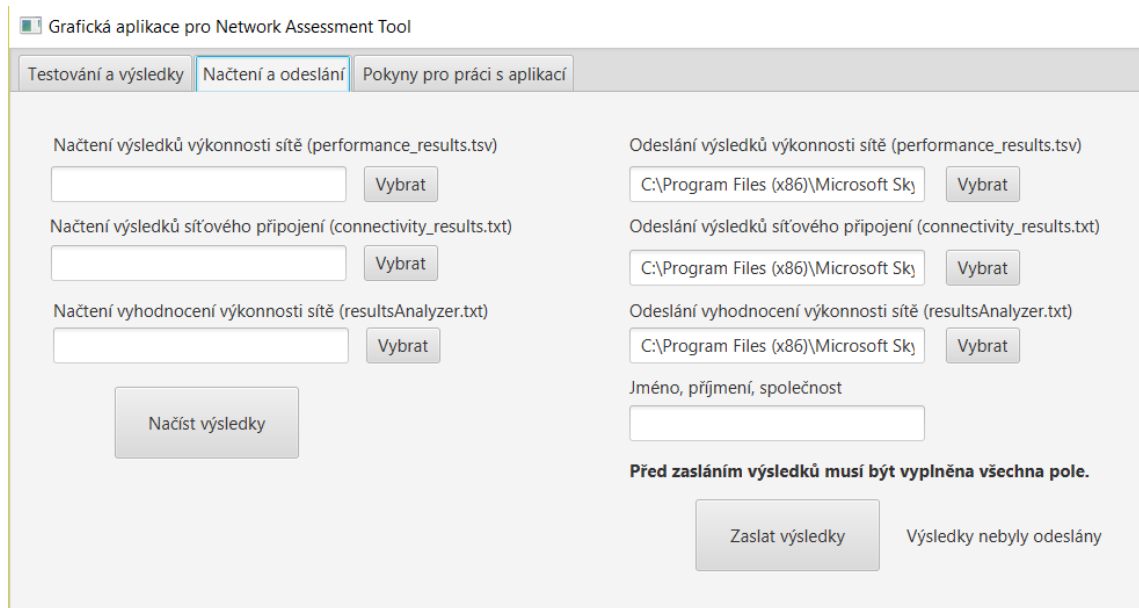 Grafická aplikace pro Network Assessment Tool
Testování a výsledky
Načtení a odeslání
Pokyny pro práci s aplikací
Načtení výsledků výkonnosti sítě (performance_results.tsv)
Vybrat
Načtení výsledků síťového připojení (connectivity_results.txt)
Vybrat
Načtení vyhodnocení výkonnosti sítě (resultsAnalyzer.txt)
Vybrat
Načíst výsledky
Odeslání výsledků výkonnosti sítě (performance_results.tsv)
C:\Program Files (x86)\Microsoft Sky
Vybrat
Odeslání výsledků síťového připojení (connectivity_results.txt)
C:\Program Files (x86)\Microsoft Sky
Vybrat
Odeslání vyhodnocení výkonnosti sítě (resultsAnalyzer.txt)
C:\Program Files (x86)\Microsoft Sky
Vybrat
Jméno, příjmení, společnost
Před zasláním výsledků musí být vyplněna všechna pole.
Zaslat výsledky
Výsledky nebyly odeslány